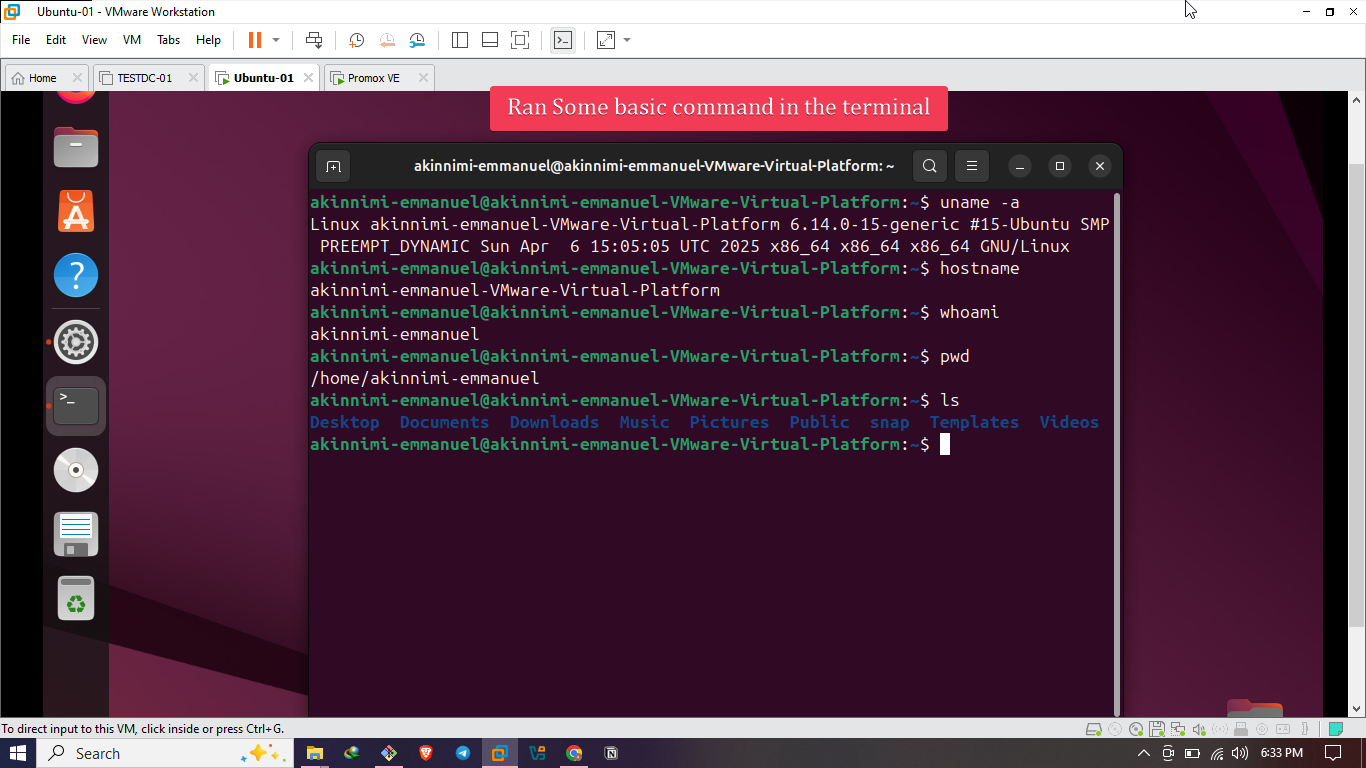 Ubuntu-01 - VMware Workstation
File Edit View VM Tabs Help
Home TESTDC-01 Ubuntu-01 Promox VE
Ran Some basic command in the terminal
akinnimi-emmanuel@akinnimi-emmanuel-VMware-Virtual-Platform: ~
akinnimi-emmanuel@akinnimi-emmanuel-VMware-Virtual-Platform:~$ uname -a
Linux akinnimi-emmanuel-VMware-Virtual-Platform 6.14.0-15-generic #15-Ubuntu SMP
PREEMPT_DYNAMIC Sun Apr  6 15:05:05 UTC 2025 x86_64 x86_64 x86_64 GNU/Linux
akinnimi-emmanuel@akinnimi-emmanuel-VMware-Virtual-Platform:~$ hostname
akinnimi-emmanuel-VMware-Virtual-Platform
akinnimi-emmanuel@akinnimi-emmanuel-VMware-Virtual-Platform:~$ whoami
akinnimi-emmanuel
akinnimi-emmanuel@akinnimi-emmanuel-VMware-Virtual-Platform:~$ pwd
/home/akinnimi-emmanuel
akinnimi-emmanuel@akinnimi-emmanuel-VMware-Virtual-Platform:~$ ls
Desktop  Documents  Downloads  Music  Pictures  Public  snap  Templates  Videos
akinnimi-emmanuel@akinnimi-emmanuel-VMware-Virtual-Platform:~$
To direct input to this VM, click inside or press Ctrl+G.
Search
6:33 PM